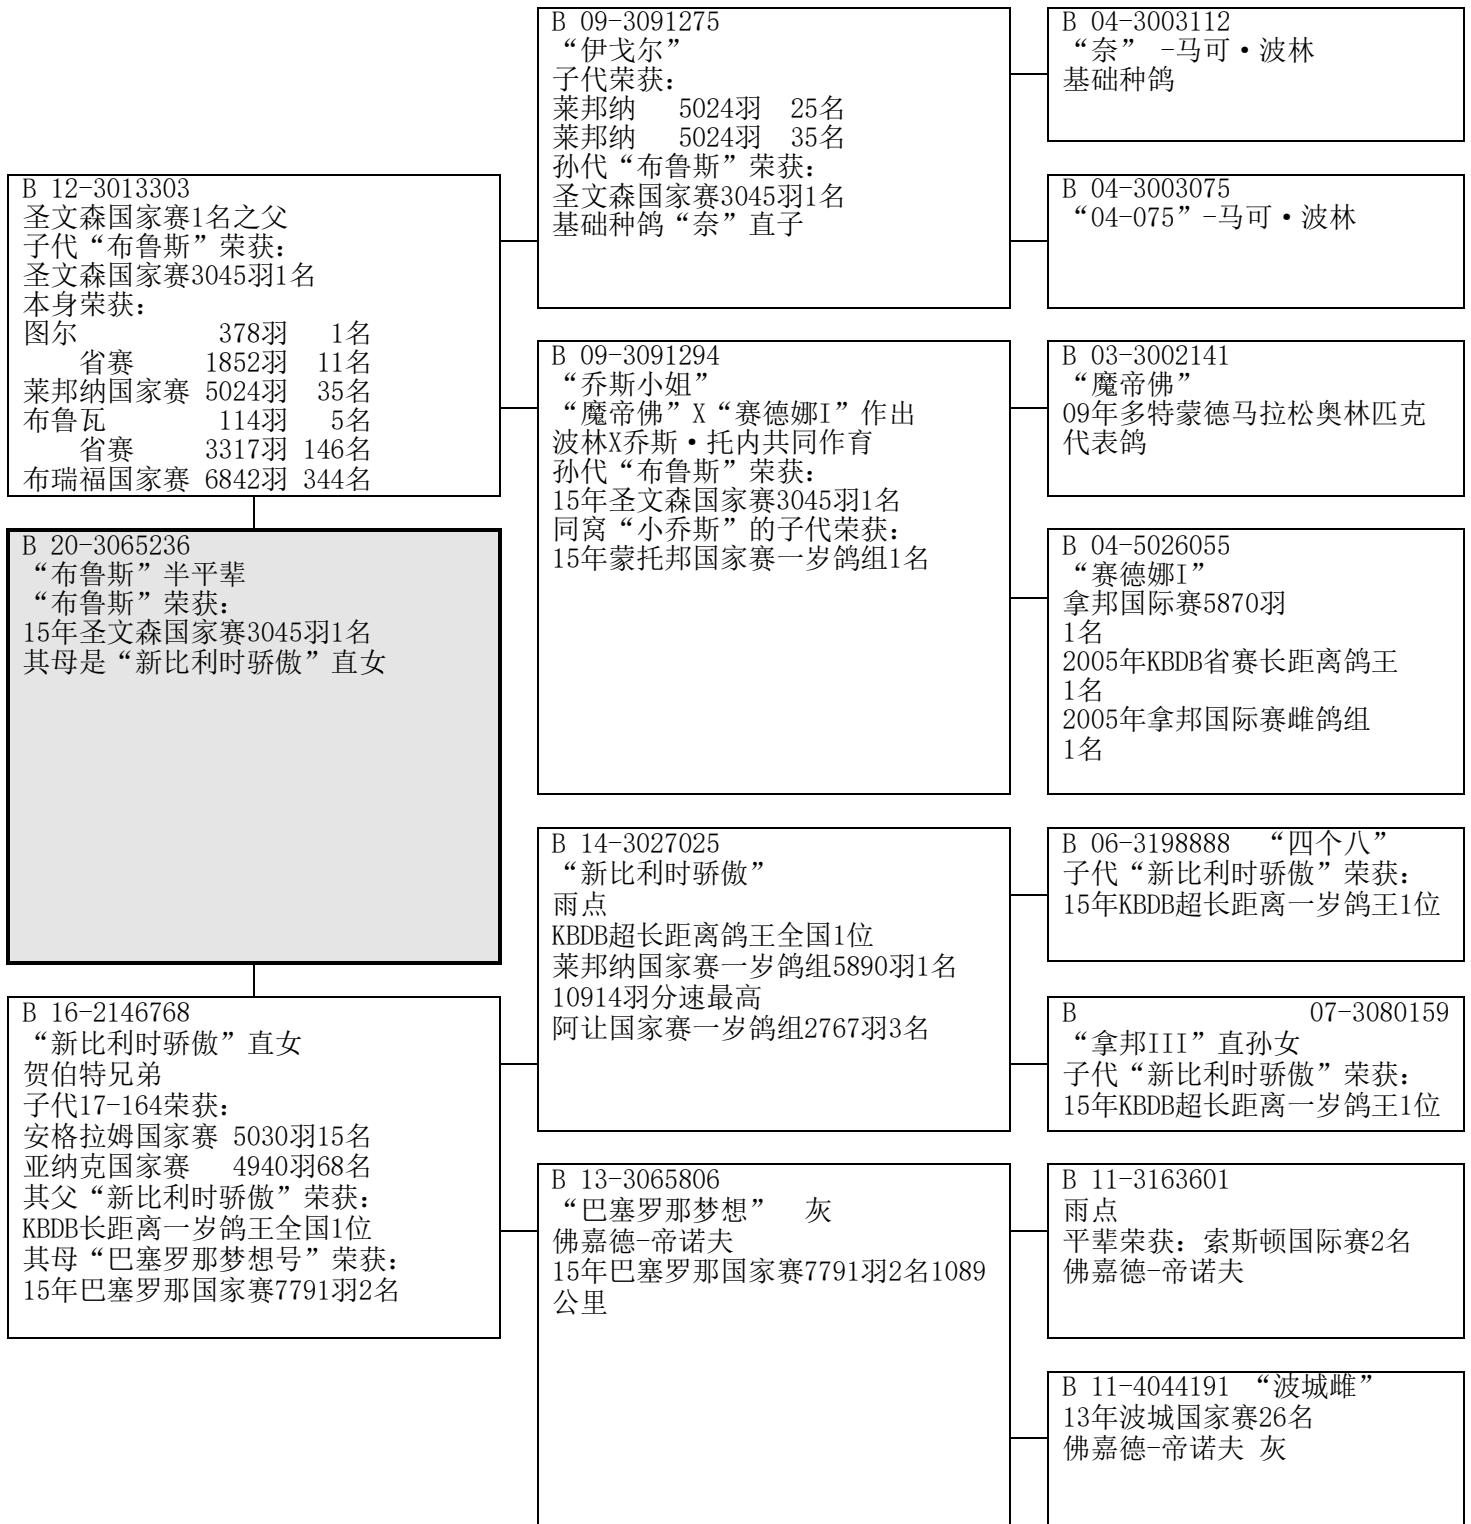 B 12-3013303
圣文森国家赛1名之父
子代“布鲁斯”荣获：
圣文森国家赛3045羽1名
本身荣获：
图尔 378羽 1名
省赛 1852羽 11名
莱邦纳国家赛 5024羽 35名
布鲁瓦 114羽 5名
省赛 3317羽 146名
布瑞福国家赛 6842羽 344名
B 20-3065236
“布鲁斯”半平辈
“布鲁斯”荣获：
15年圣文森国家赛3045羽1名
其母是“新比利时骄傲”直女
B 16-2146768
“新比利时骄傲”直女
贺伯特兄弟
子代17-164荣获：
安格拉姆国家赛 5030羽15名
亚纳克国家赛 4940羽68名
其父“新比利时骄傲”荣获：
KBDB长距离一岁鸽王全国1位
其母“巴塞罗那梦想号”荣获：
15年巴塞罗那国家赛7791羽2名
B 09-3091275
“伊戈尔”
子代荣获：
莱邦纳 5024羽 25名
莱邦纳 5024羽 35名
孙代“布鲁斯”荣获：
圣文森国家赛3045羽1名
基础种鸽“奈”直子
B 09-3091294
“乔斯小姐”
“魔帝佛”X“赛德娜I”作出
波林X乔斯•托内共同作育
孙代“布鲁斯”荣获：
15年圣文森国家赛3045羽1名
同窝“小乔斯”的子代荣获：
15年蒙托邦国家赛一岁鸽组1名
B 14-3027025
“新比利时骄傲”
雨点
KBDB超长距离鸽王全国1位
莱邦纳国家赛一岁鸽组5890羽1名
10914羽分速最高
阿让国家赛一岁鸽组2767羽3名
B 13-3065806
“巴塞罗那梦想” 灰
佛嘉德-帝诺夫
15年巴塞罗那国家赛7791羽2名1089
公里
B 04-3003112
“奈” -马可•波林
基础种鸽
B 04-3003075
“04-075”-马可•波林
B 03-3002141
“魔帝佛”
09年多特蒙德马拉松奥林匹克
代表鸽
B 04-5026055
“赛德娜I”
拿邦国际赛5870羽
1名
2005年KBDB省赛长距离鸽王
1名
2005年拿邦国际赛雌鸽组
1名
B 06-3198888 “四个八”
子代“新比利时骄傲”荣获：
15年KBDB超长距离一岁鸽王1位
B 07-3080159
“拿邦III”直孙女
子代“新比利时骄傲”荣获：
15年KBDB超长距离一岁鸽王1位
B 11-3163601
雨点
平辈荣获：索斯顿国际赛2名
佛嘉德-帝诺夫
B 11-4044191 “波城雌”
13年波城国家赛26名
佛嘉德-帝诺夫 灰